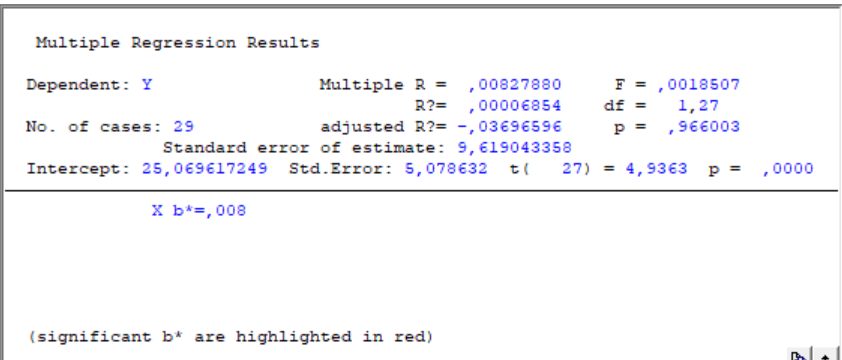 Multiple Regression Results
Dependent: Y Multiple R = ,00827880 F = ,0018507
R?= ,00006854 df = 1,27
No. of cases: 29 adjusted R?= -,03696596 p = ,966003
Standard error of estimate: 9,619043358
Intercept: 25,069617249 Std.Error: 5,078632 t( 27) = 4,9363 p = ,0000
X b*=,008
(significant b* are highlighted in red)